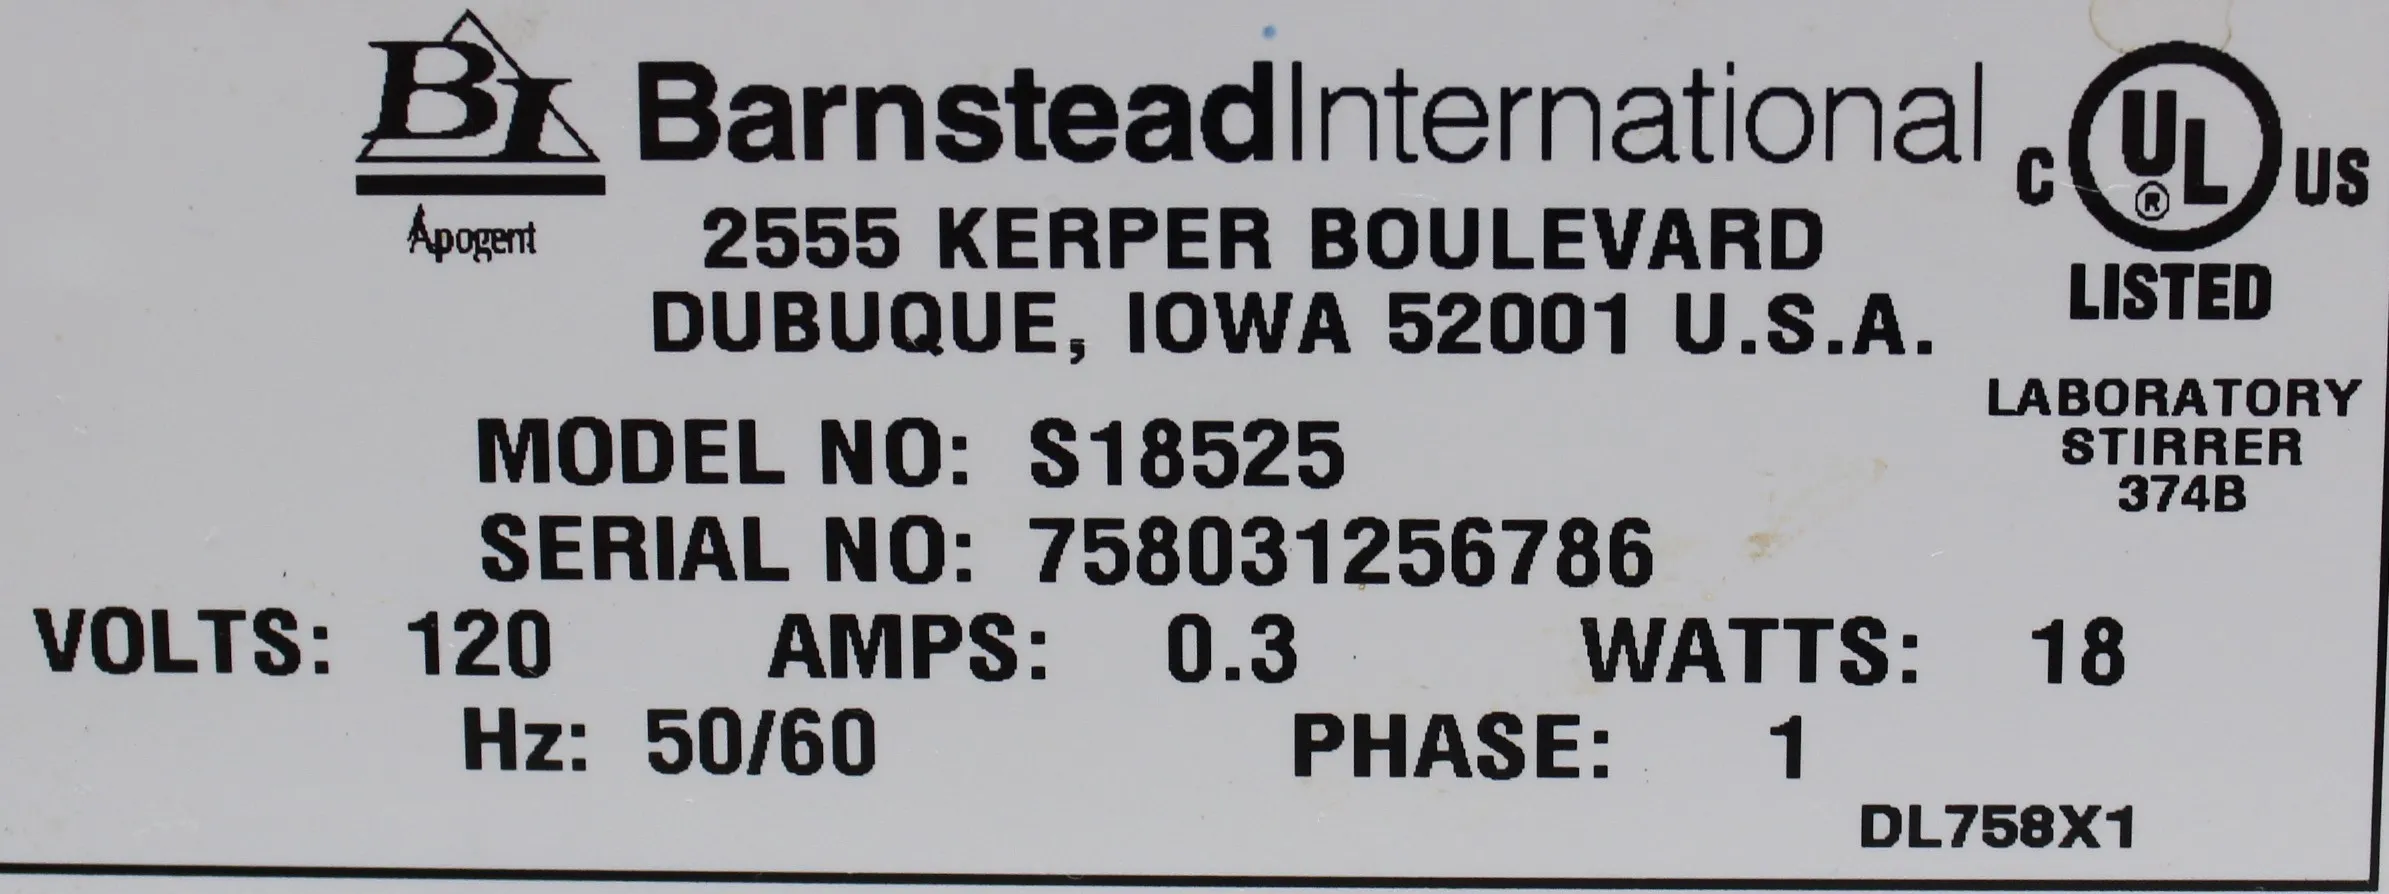 BI BarnsteadInternational
Apogent
2555 KERPER BOULEVARD
DUBUQUE, IOWA 52001 U.S.A.
C UL® US
LISTED
LABORATORY
STIRRER
374B
MODEL NO: S18525
SERIAL NO: 758031256786
VOLTS: 120 AMPS: 0.3 WATTS: 18
Hz: 50/60 PHASE: 1
DL758X1